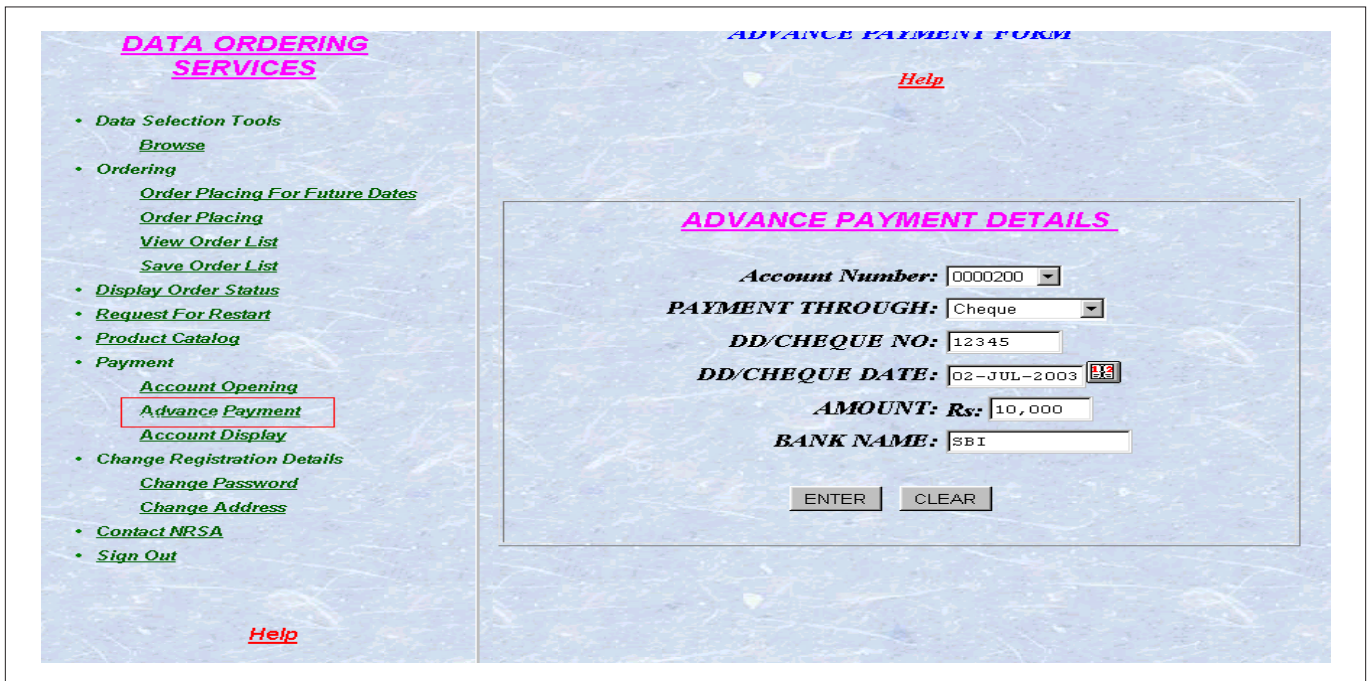 DATA ORDERING
SERVICES
• Data Selection Tools
Browse
• Ordering
Order Placing For Future Dates
Order Placing
View Order List
Save Order List
• Display Order Status
• Request For Restart
• Product Catalog
• Payment
Account Opening
Advance Payment
Account Display
• Change Registration Details
Change Password
Change Address
• Contact NRSA
• Sign Out
Help
ADVANCE PAYMENT FORM
Help
ADVANCE PAYMENT DETAILS
Account Number: 0000200
PAYMENT THROUGH: Cheque
DD/CHEQUE NO: 12345
DD/CHEQUE DATE: 02-JUL-2003
AMOUNT: Rs: 10,000
BANK NAME: SBI
ENTER CLEAR